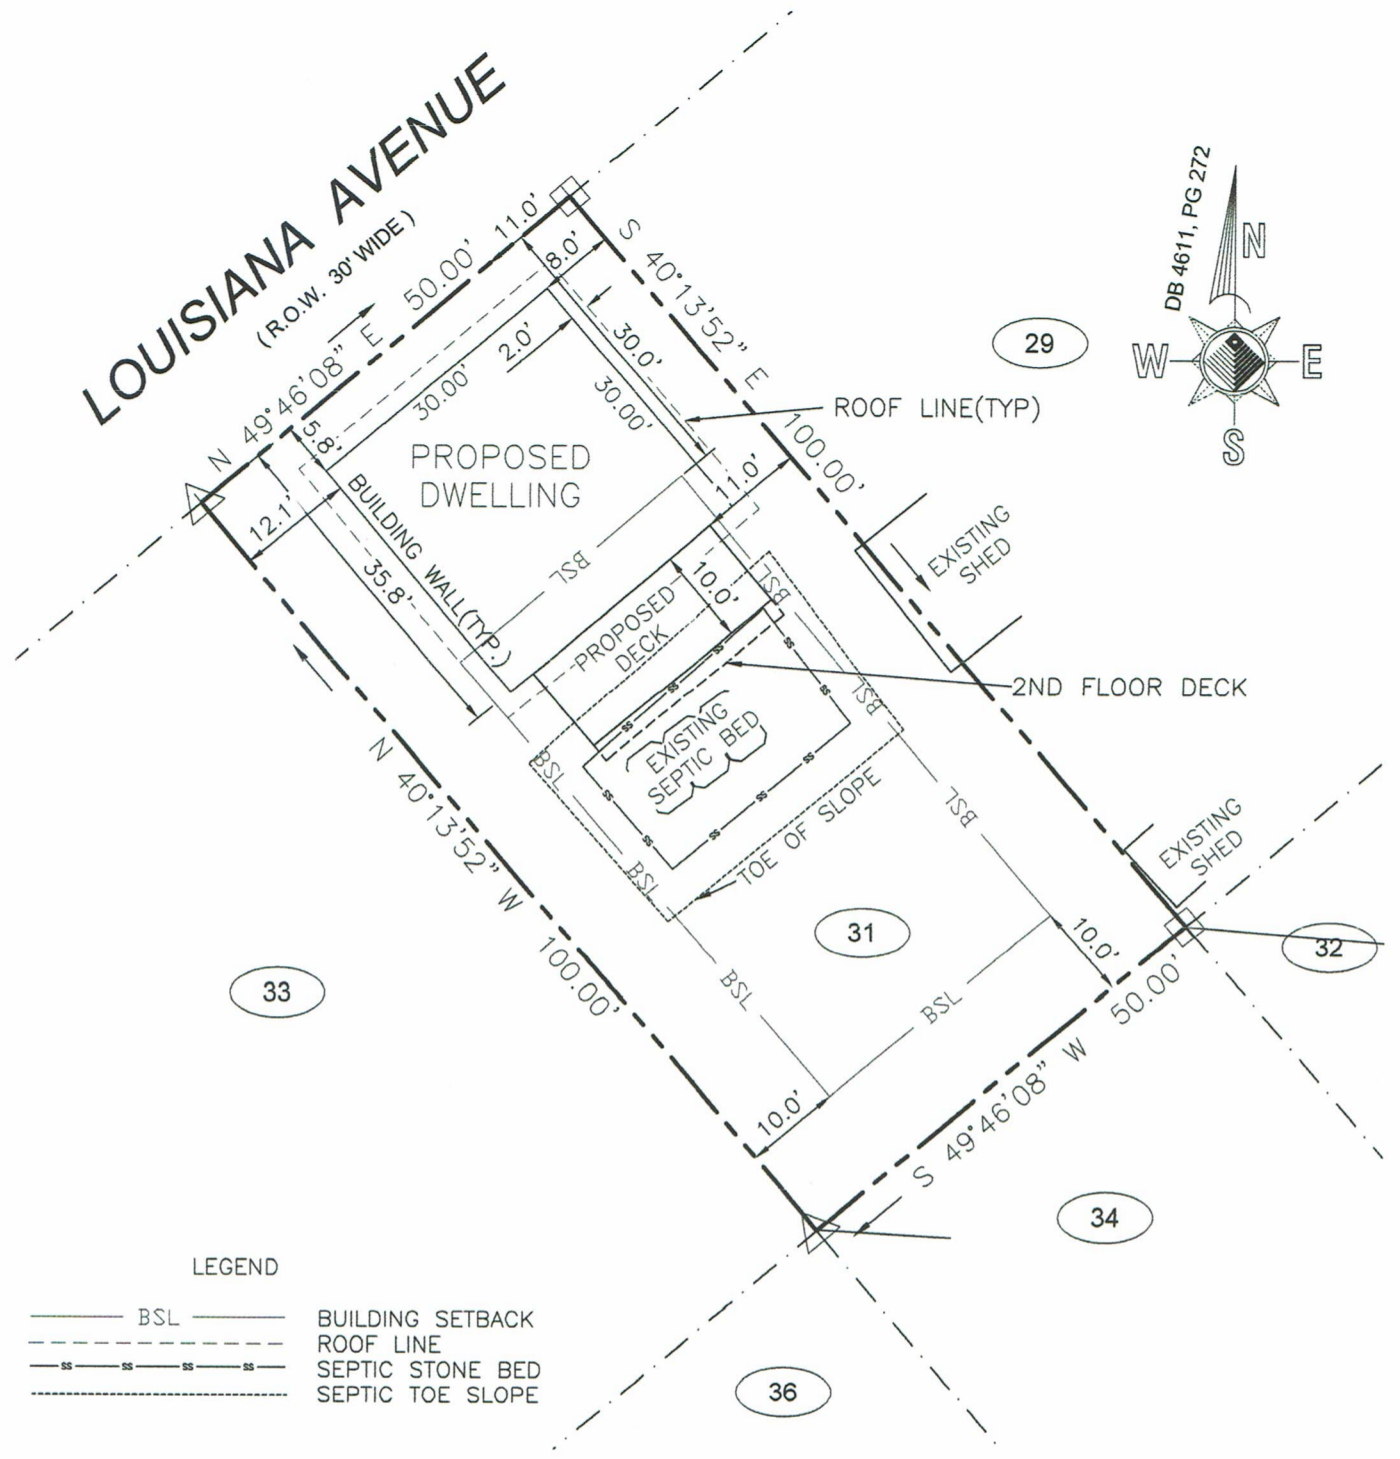 LOUISIANA AVENUE
(R.O.W. 30' WIDE)
DB 4611, PG 272
N
W
E
S
N 49°46'08" E 50.00'
11.0'
8.0'
S 40°13'52" E 100.00'
29
2.0'
30.0'
30.00'
30.00'
ROOF LINE(TYP)
5.8'
PROPOSED
DWELLING
12.1'
BUILDING WALL(TYP.)
11.0'
35.8'
BSL
EXISTING
SHED
10.0'
BSL
PROPOSED
DECK
2ND FLOOR DECK
BSL
EXISTING
SEPTIC BED
BSL
BSL
TOE OF SLOPE
BSL
EXISTING
SHED
N 40°13'52" W 100.00'
31
10.0'
32
33
BSL
BSL
50.00'
S 49°46'08" W
10.0'
34
36
LEGEND
BSL BUILDING SETBACK
ROOF LINE
SS SS SS SS SEPTIC STONE BED
SEPTIC TOE SLOPE